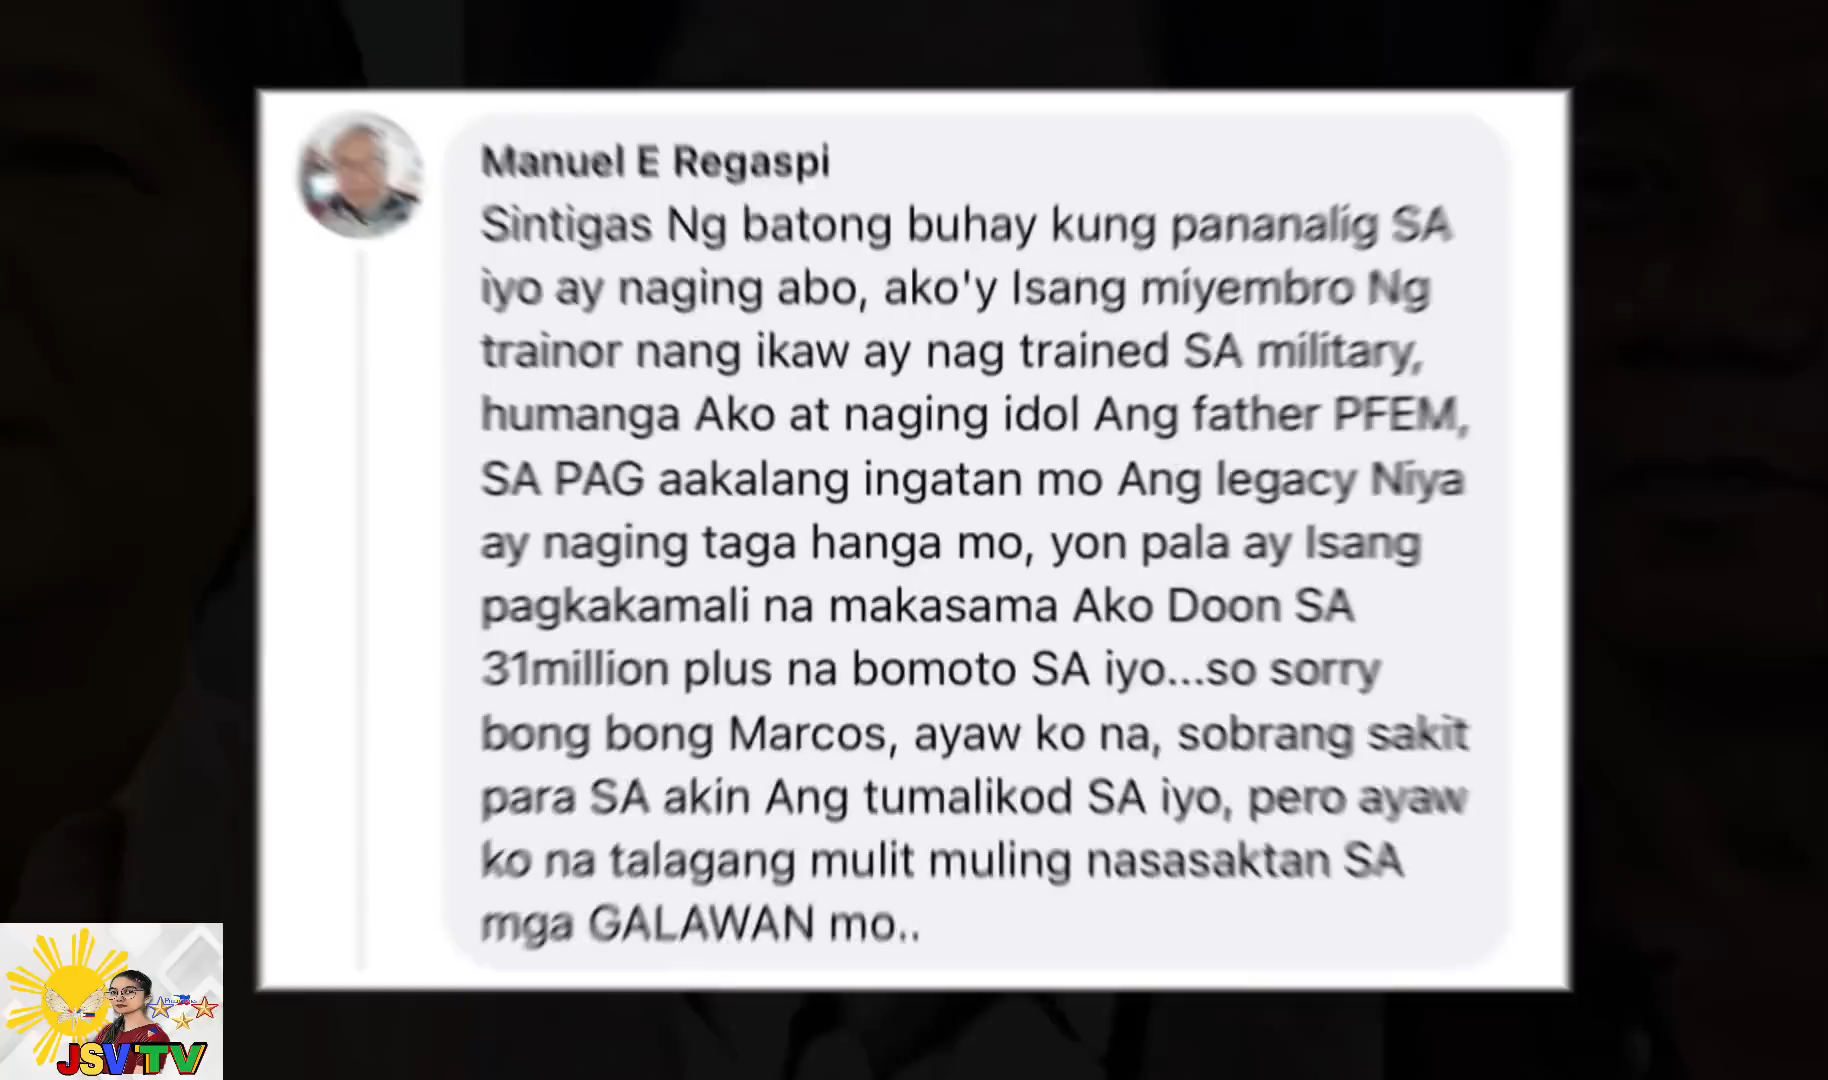 Manuel E Regaspi
Sintigas Ng batong buhay kung pananalig SA
iyo ay naging abo, ako'y Isang miyembro Ng
trainor nang ikaw ay nag trained SA military,
humanga Ako at naging idol Ang father PFEM,
SA PAG aakalang ingatan mo Ang legacy Niya
ay naging taga hanga mo, yon pala ay Isang
pagkakamali na makasama Ako Doon SA
31million plus na bomoto SA iyo...so sorry
bong bong Marcos, ayaw ko na, sobrang sakit
para SA akin Ang tumalikod SA iyo, pero ayaw
ko na talagang mulit muling nasasaktan SA
mga GALAWAN mo..
JSV TV